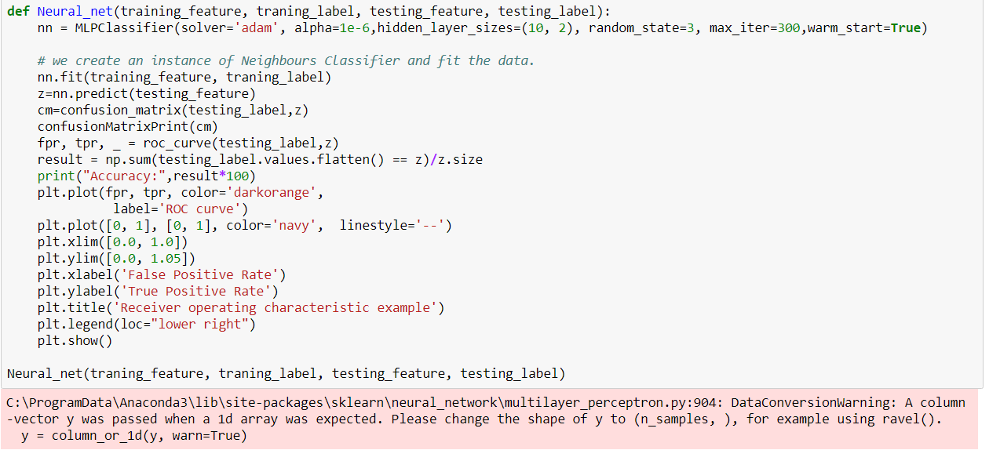 def Neural_net(training_feature, traning_label, testing_feature, testing_label):
    nn = MLPClassifier(solver='adam', alpha=1e-6,hidden_layer_sizes=(10, 2), random_state=3, max_iter=300,warm_start=True)
    # we create an instance of Neighbours Classifier and fit the data.
    nn.fit(training_feature, traning_label)
    z=nn.predict(testing_feature)
    cm=confusion_matrix(testing_label,z)
    confusionMatrixPrint(cm)
    fpr, tpr, _ = roc_curve(testing_label,z)
    result = np.sum(testing_label.values.flatten() == z)/z.size
    print("Accuracy:",result*100)
    plt.plot(fpr, tpr, color='darkorange',
             label='ROC curve')
    plt.plot([0, 1], [0, 1], color='navy',  linestyle='--')
    plt.xlim([0.0, 1.0])
    plt.ylim([0.0, 1.05])
    plt.xlabel('False Positive Rate')
    plt.ylabel('True Positive Rate')
    plt.title('Receiver operating characteristic example')
    plt.legend(loc="lower right")
    plt.show()
Neural_net(traning_feature, traning_label, testing_feature, testing_label)
C:\ProgramData\Anaconda3\lib\site-packages\sklearn\neural_network\multilayer_perceptron.py:904: DataConversionWarning: A column
-vector y was passed when a 1d array was expected. Please change the shape of y to (n_samples, ), for example using ravel().
  y = column_or_1d(y, warn=True)